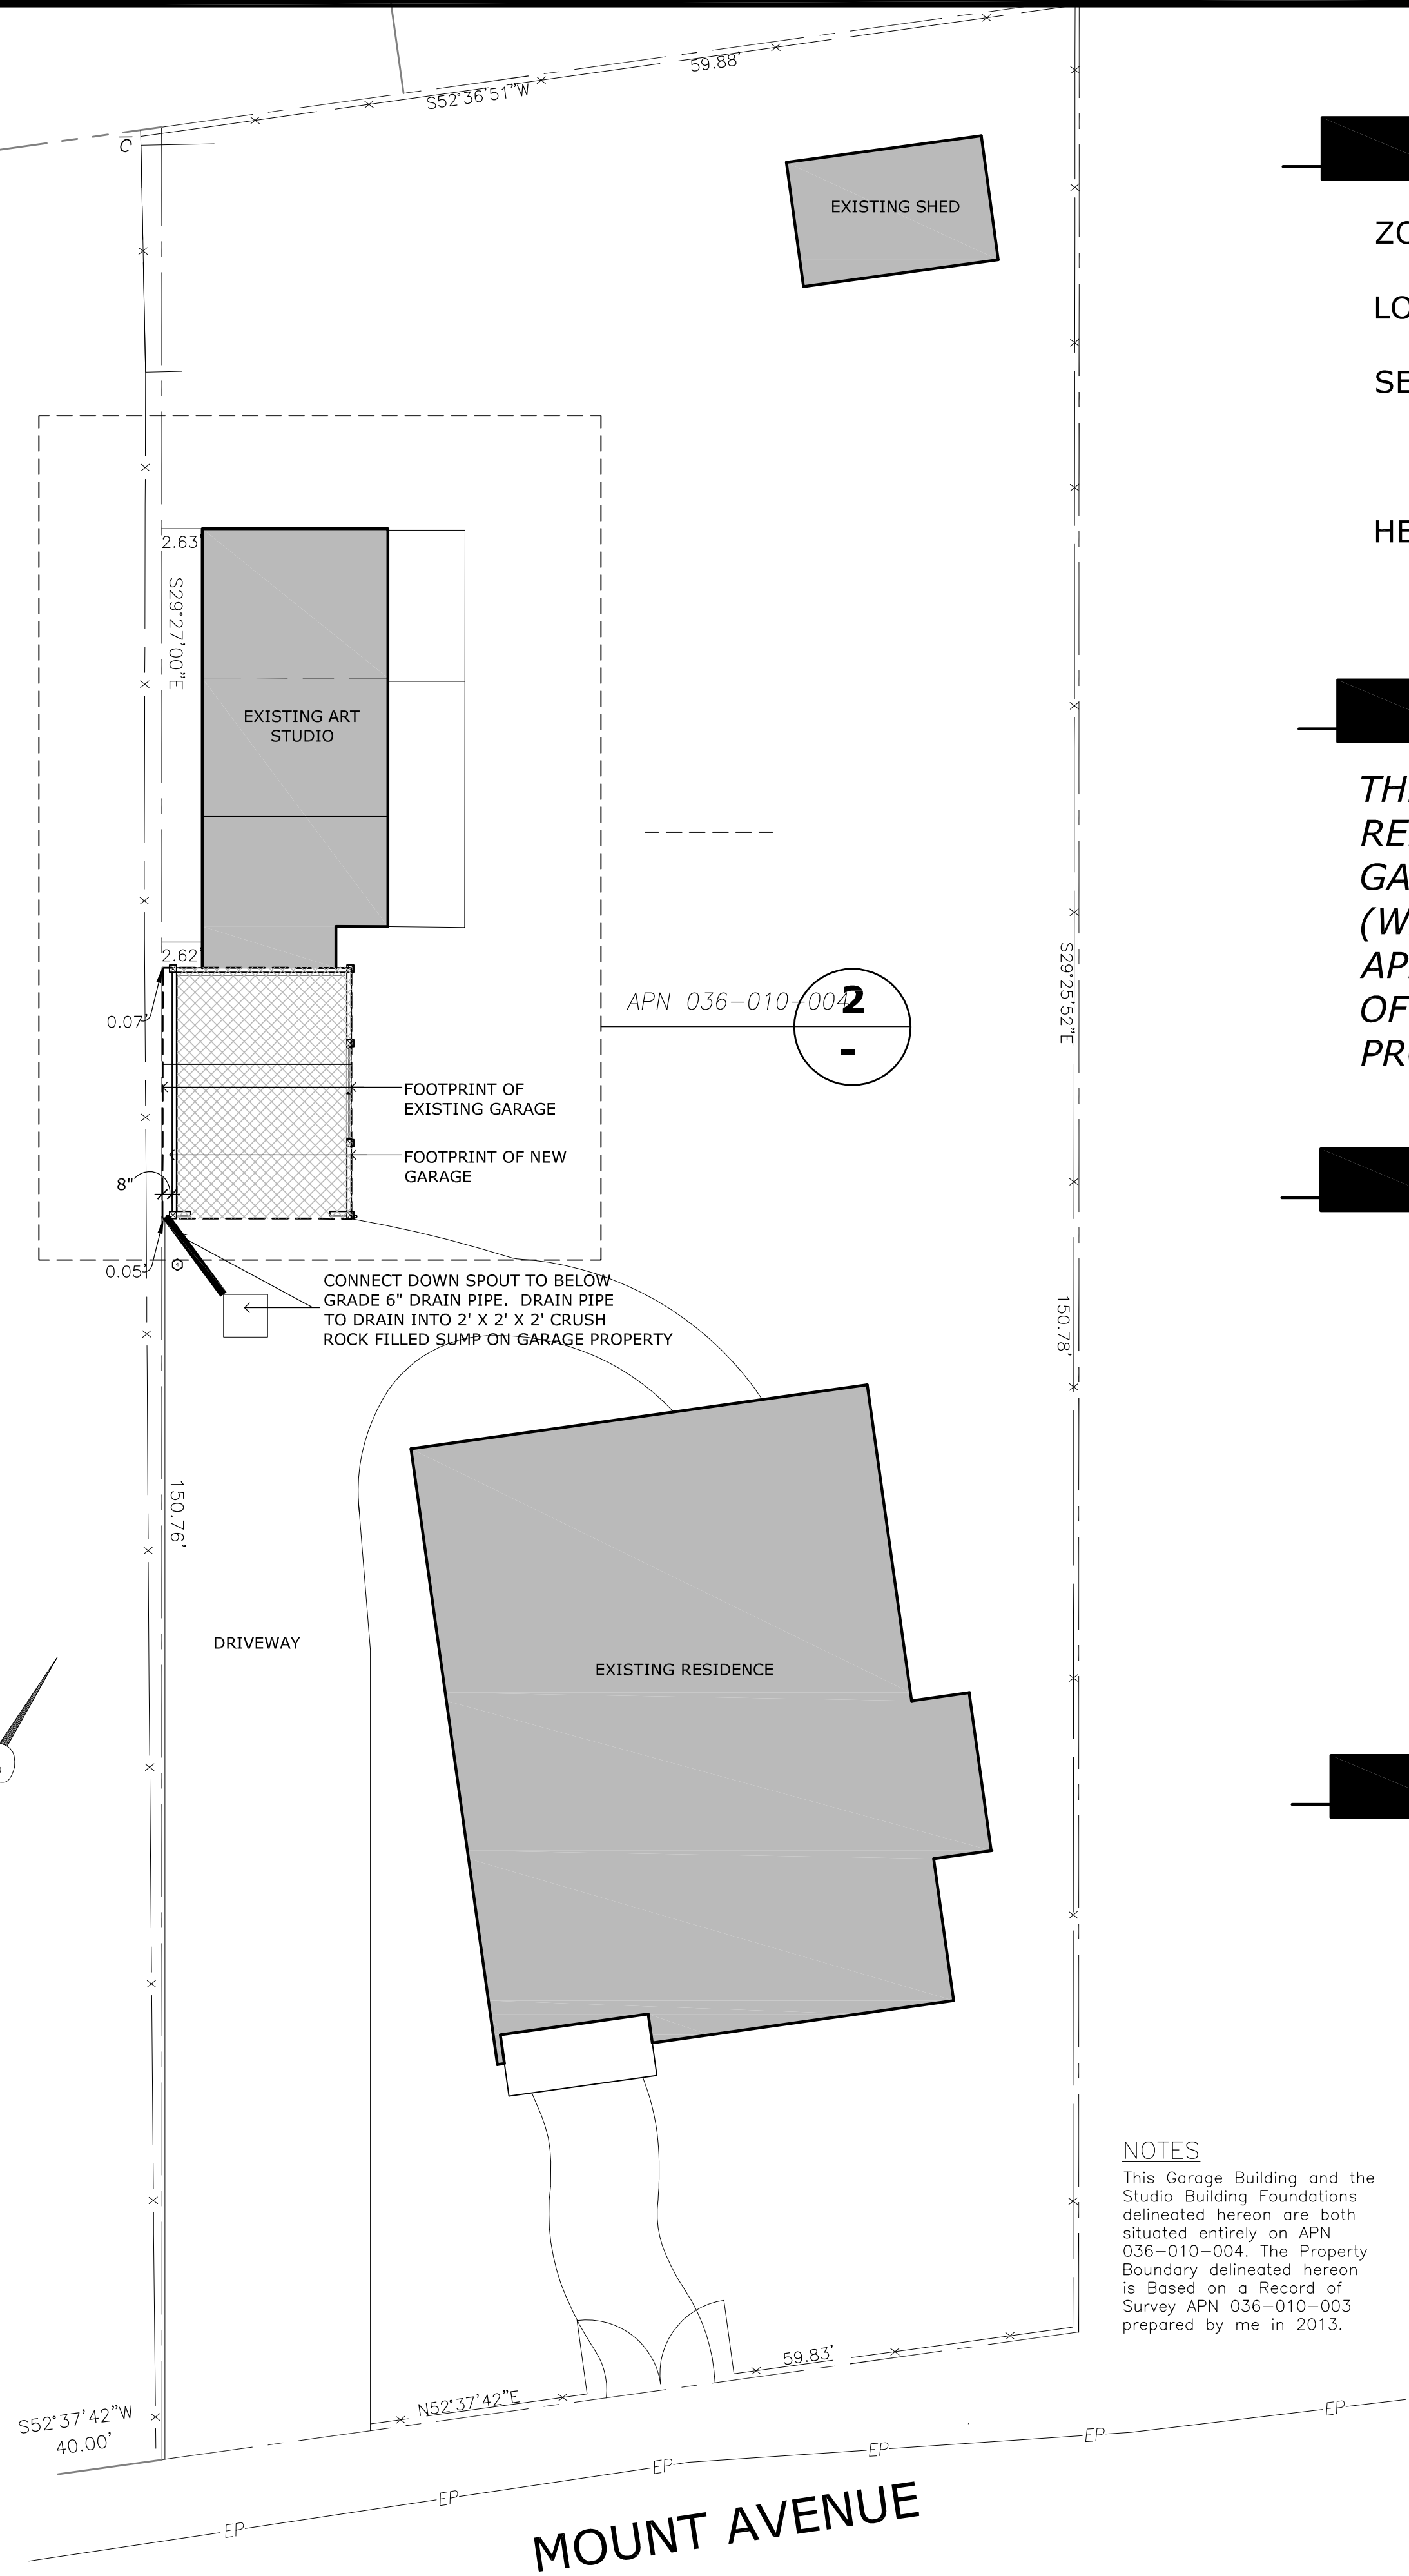 59.88'
S52°36'51"W
EXISTING SHED
ZO
LO
SE
HE
2.63'
S29°27'00"E
EXISTING ART
STUDIO
THI
GA
(W
OF
2.62'
S29°25'52"E
APN 036-010-004
2
-
0.07'
FOOTPRINT OF
EXISTING GARAGE
FOOTPRINT OF NEW
GARAGE
8"
0.05'
CONNECT DOWN SPOUT TO BELOW
GRADE 6" DRAIN PIPE. DRAIN PIPE
TO DRAIN INTO 2' X 2' X 2' CRUSH
ROCK FILLED SUMP ON GARAGE PROPERTY
150.78'
150.76'
DRIVEWAY
EXISTING RESIDENCE
NOTES
This Garage Building and the
Studio Building Foundations
delineated hereon are both
situated entirely on APN
036-010-004. The Property
Boundary delineated hereon
is Based on a Record of
Survey APN 036-010-003
prepared by me in 2013.
59.83'
N52°37'42"E
S52°37'42"W
40.00'
EP
EP
EP
EP
EP
EP
MOUNT AVENUE